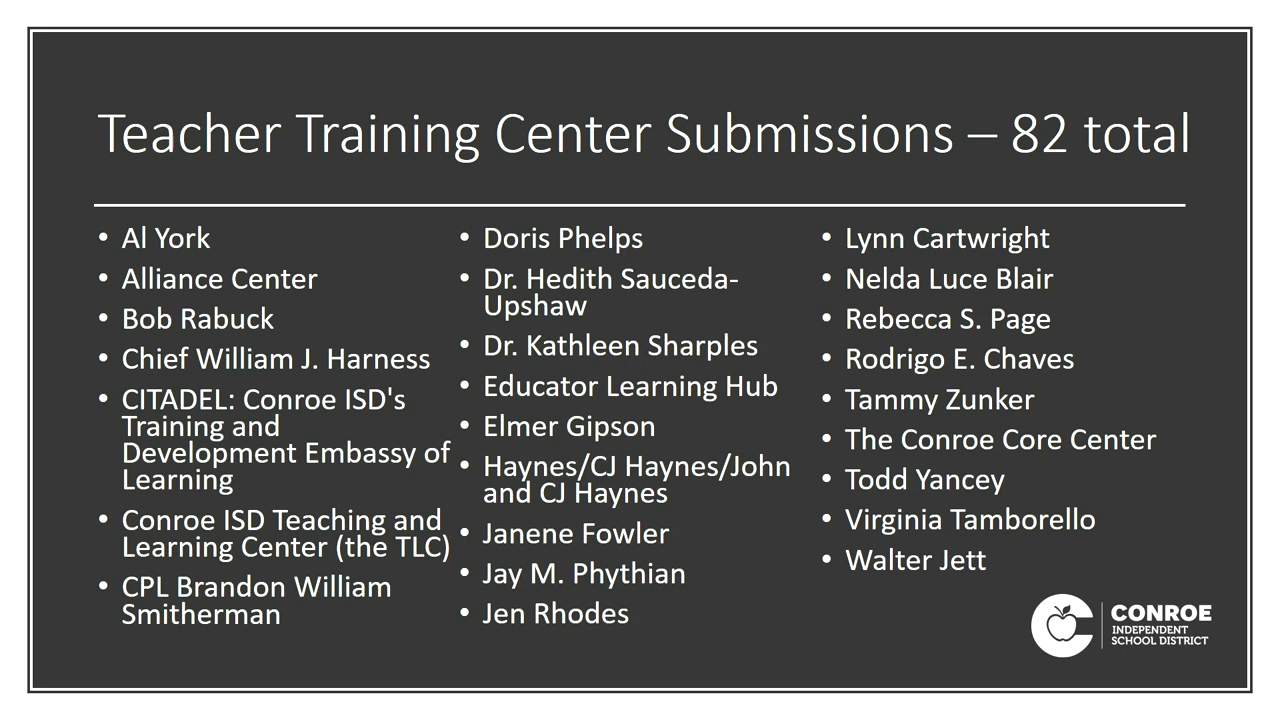 Teacher Training Center Submissions – 82 total
• Al York
• Alliance Center
• Bob Rabuck
• Chief William J. Harness
• CITADEL: Conroe ISD's
Training and
Development Embassy of
Learning
• Conroe ISD Teaching and
Learning Center (the TLC)
• CPL Brandon William
Smitherman
• Doris Phelps
• Dr. Hedith Sauceda-
Upshaw
• Dr. Kathleen Sharples
• Educator Learning Hub
• Elmer Gipson
• Haynes/CJ Haynes/John
and CJ Haynes
• Janene Fowler
• Jay M. Phythian
• Jen Rhodes
• Lynn Cartwright
• Nelda Luce Blair
• Rebecca S. Page
• Rodrigo E. Chaves
• Tammy Zunker
• The Conroe Core Center
• Todd Yancey
• Virginia Tamborello
• Walter Jett
CONROE
INDEPENDENT
SCHOOL DISTRICT